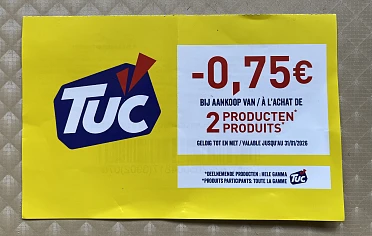 TUC
-0,75€
BIJ AANKOOP VAN / À L'ACHAT DE
2 PRODUCTEN*
PRODUITS*
GELDIG TOT EN MET / VALABLE JUSQU'AU 31/01/2026
*DEELNEMENDE PRODUCTEN : HELE GAMMA
*PRODUITS PARTICIPANTS: TOUTE LA GAMME
TUC